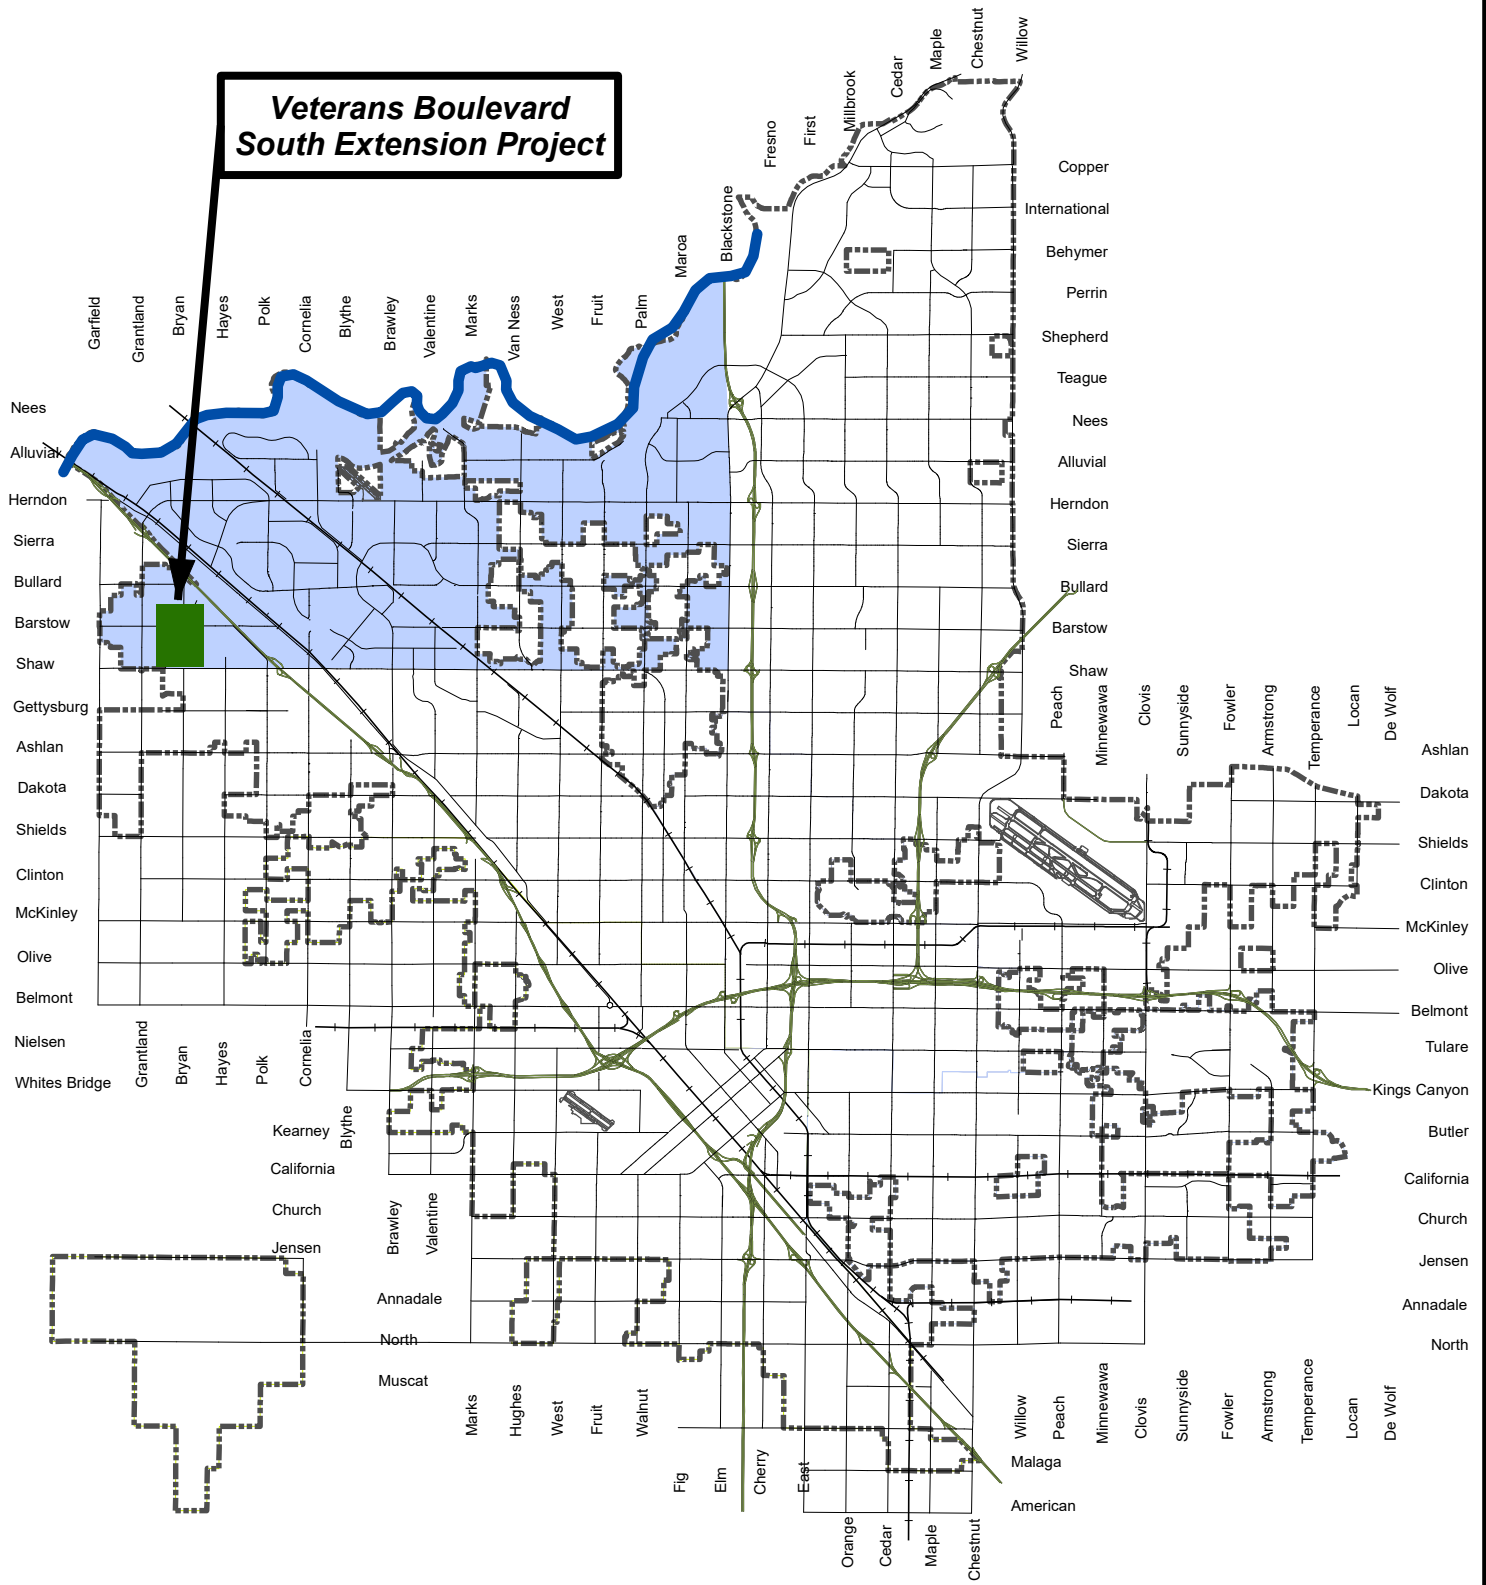 Veterans Boulevard
South Extension Project
Garfield
Grantland
Bryan
Hayes
Polk
Cornelia
Blythe
Brawley
Valentine
Marks
Van Ness
West
Fruit
Palm
Maroa
Blackstone
Fresno
First
Millbrook
Cedar
Maple
Chestnut
Willow
Copper
International
Behymer
Perrin
Shepherd
Teague
Nees
Alluvial
Herndon
Sierra
Bullard
Barstow
Shaw
Nees
Alluvial
Herndon
Sierra
Bullard
Barstow
Shaw
Gettysburg
Ashlan
Dakota
Shields
Clinton
McKinley
Olive
Belmont
Nielsen
Whites Bridge
Peach
Minnewawa
Clovis
Sunnyside
Fowler
Armstrong
Temperance
Locan
De Wolf
Ashlan
Dakota
Shields
Clinton
McKinley
Olive
Belmont
Tulare
Kings Canyon
Butler
California
Church
Jensen
Annadale
North
Grantland
Bryan
Hayes
Polk
Cornelia
Blythe
Kearney
California
Church
Jensen
Brawley
Valentine
Annadale
North
Muscat
Marks
Hughes
West
Fruit
Walnut
Fig
Elm
Cherry
East
Orange
Cedar
Maple
Chestnut
Willow
Peach
Minnewawa
Clovis
Sunnyside
Fowler
Armstrong
Temperance
Locan
De Wolf
Malaga
American